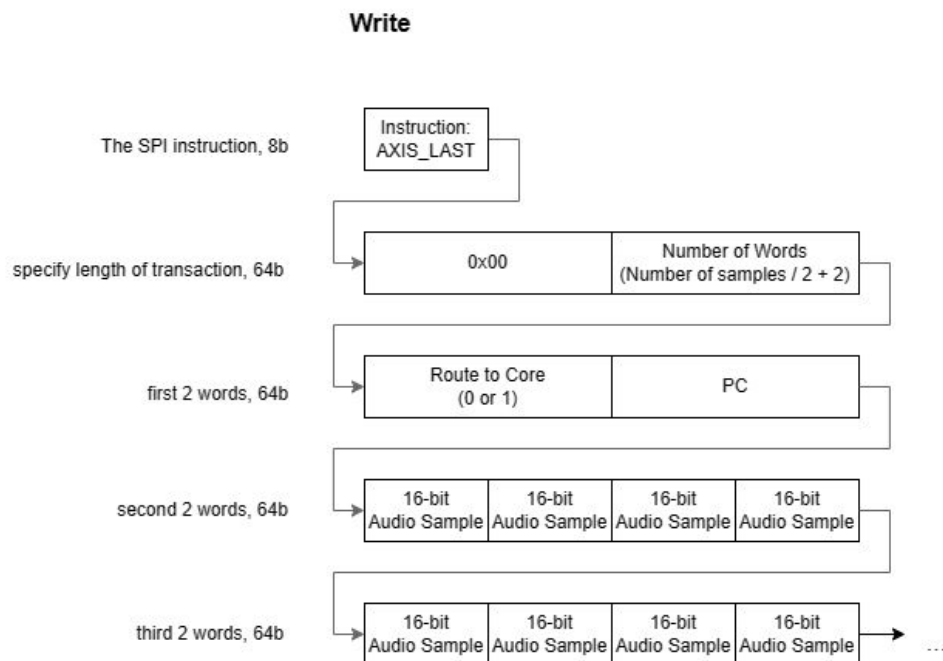 Write
The SPI instruction, 8b
Instruction:
AXIS_LAST
specify length of transaction, 64b
0x00
Number of Words
(Number of samples / 2 + 2)
first 2 words, 64b
Route to Core
(0 or 1)
PC
second 2 words, 64b
16-bit
Audio Sample
16-bit
Audio Sample
16-bit
Audio Sample
16-bit
Audio Sample
third 2 words, 64b
16-bit
Audio Sample
16-bit
Audio Sample
16-bit
Audio Sample
16-bit
Audio Sample
...